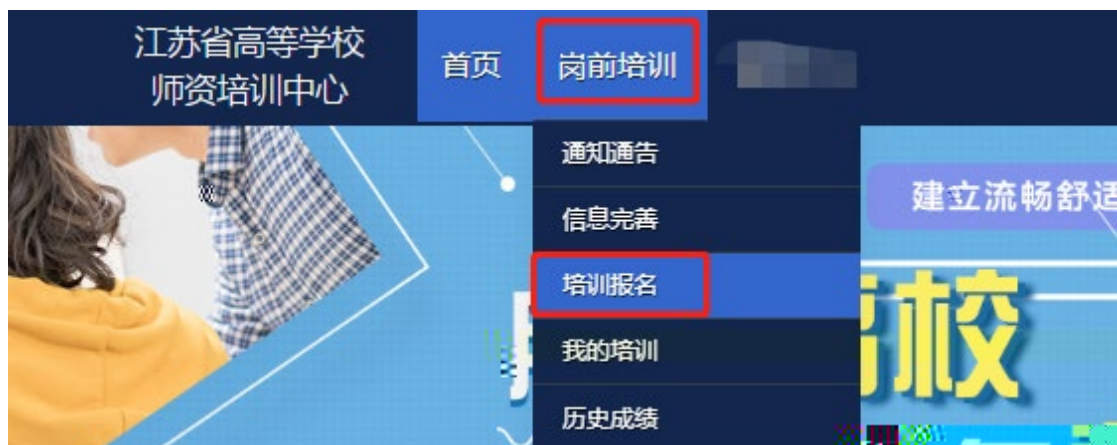 江苏省高等学校
师资培训中心
首页
岗前培训
通知通告
信息完善
培训报名
我的培训
历史成绩
建立流畅舒适
高校